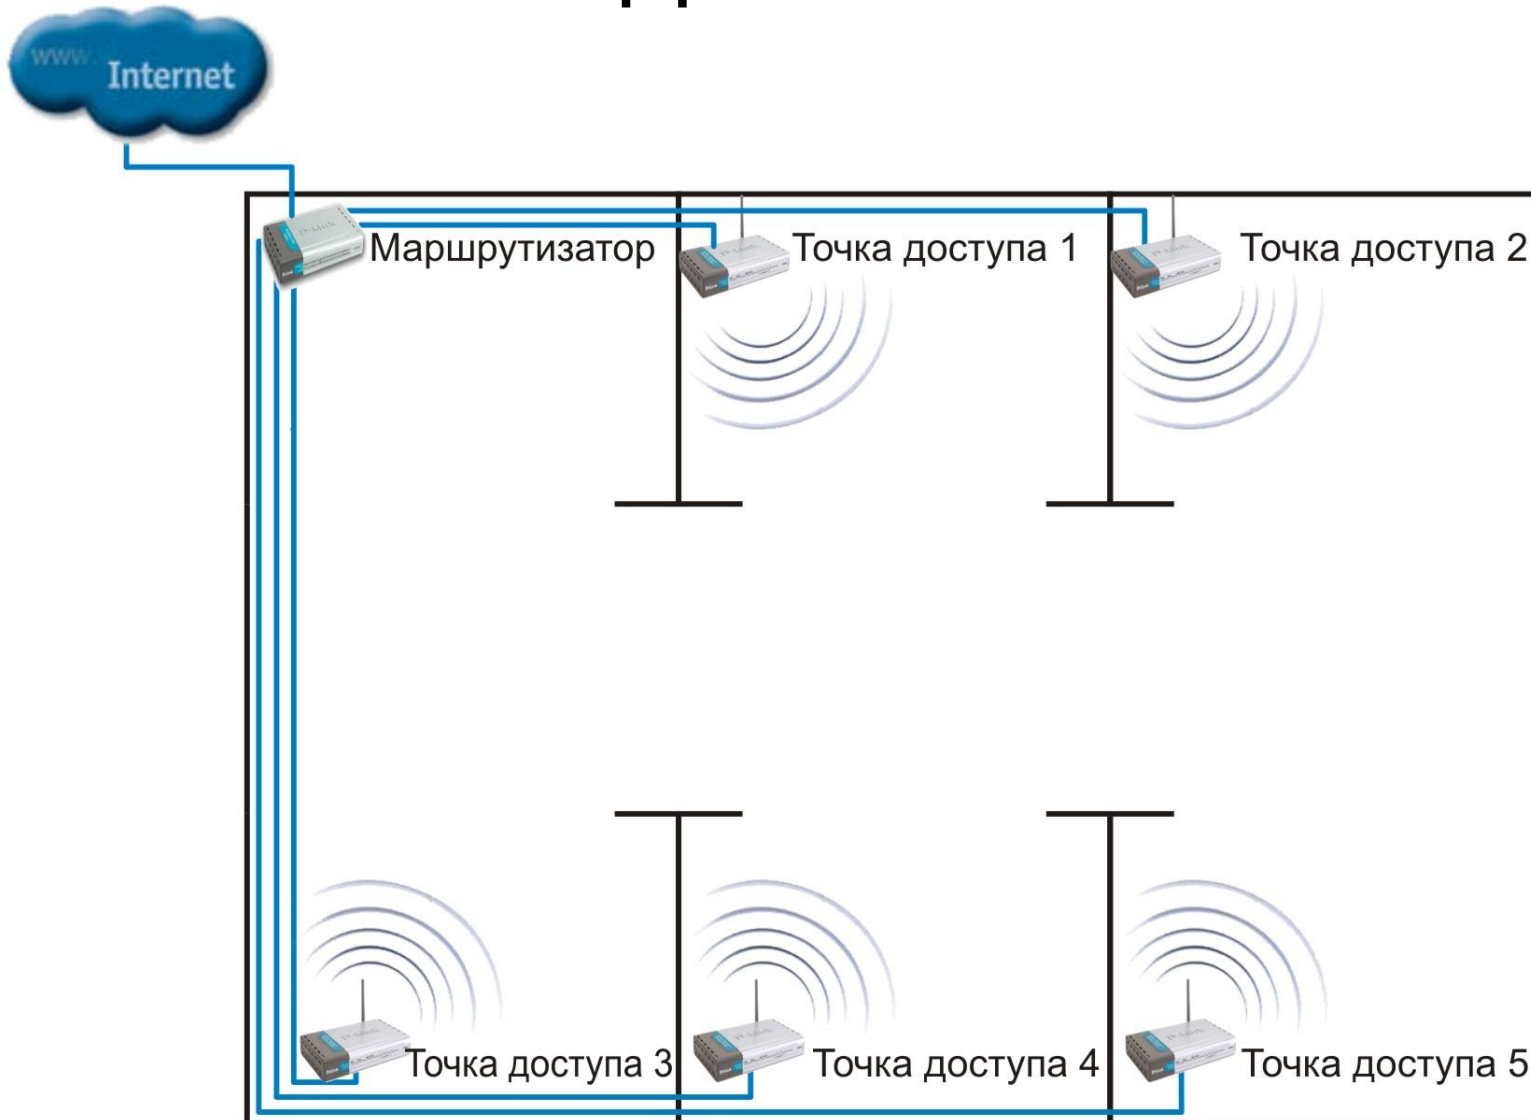 www.
Internet
Маршрутизатор
Точка доступа 1
Точка доступа 2
Точка доступа 3
Точка доступа 4
Точка доступа 5